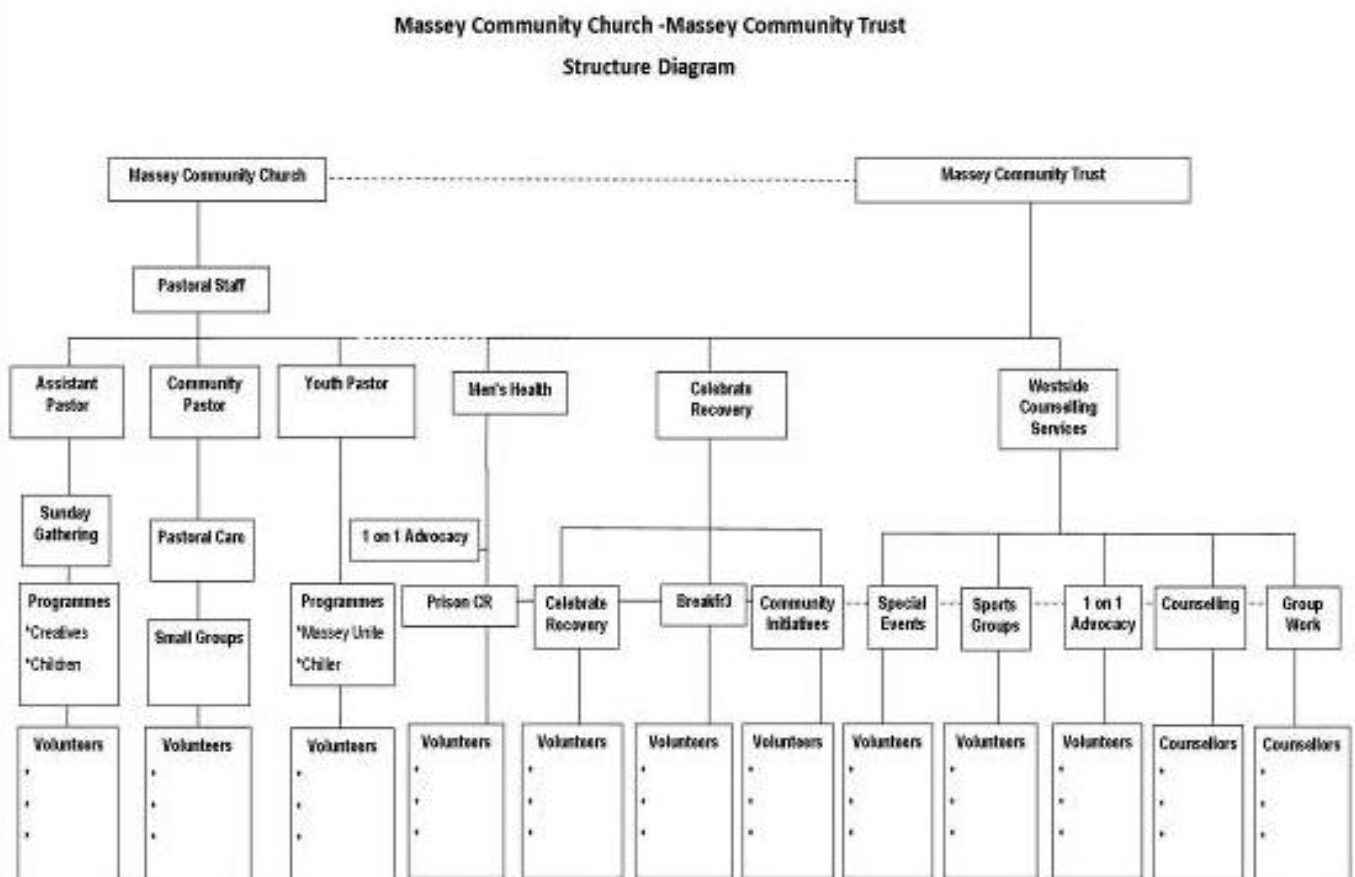 Massey Community Church -Massey Community Trust
Structure Diagram
Massey Community Church
Massey Community Trust
Pastoral Staff
Assistant
Pastor
Community
Pastor
Youth Pastor
Men's Health
Celebrate
Recovery
Westside
Counselling
Services
Sunday
Gathering
Pastoral Care
1 on 1 Advocacy
Programmes
*Creatives
*Children
Small Groups
Programmes
*Massey Unite
*Chiller
Prison CR
Celebrate
Recovery
Breakfr3
Community
Initiatives
Special
Events
Sports
Groups
1 on 1
Advocacy
Counselling
Group
Work
Volunteers
*
*
*
Volunteers
*
*
*
Volunteers
*
*
*
Volunteers
*
*
*
Volunteers
*
*
*
Volunteers
*
*
*
Volunteers
*
*
*
Volunteers
*
*
*
Volunteers
*
*
*
Volunteers
*
*
*
Counsellors
*
*
*
Counsellors
*
*
*